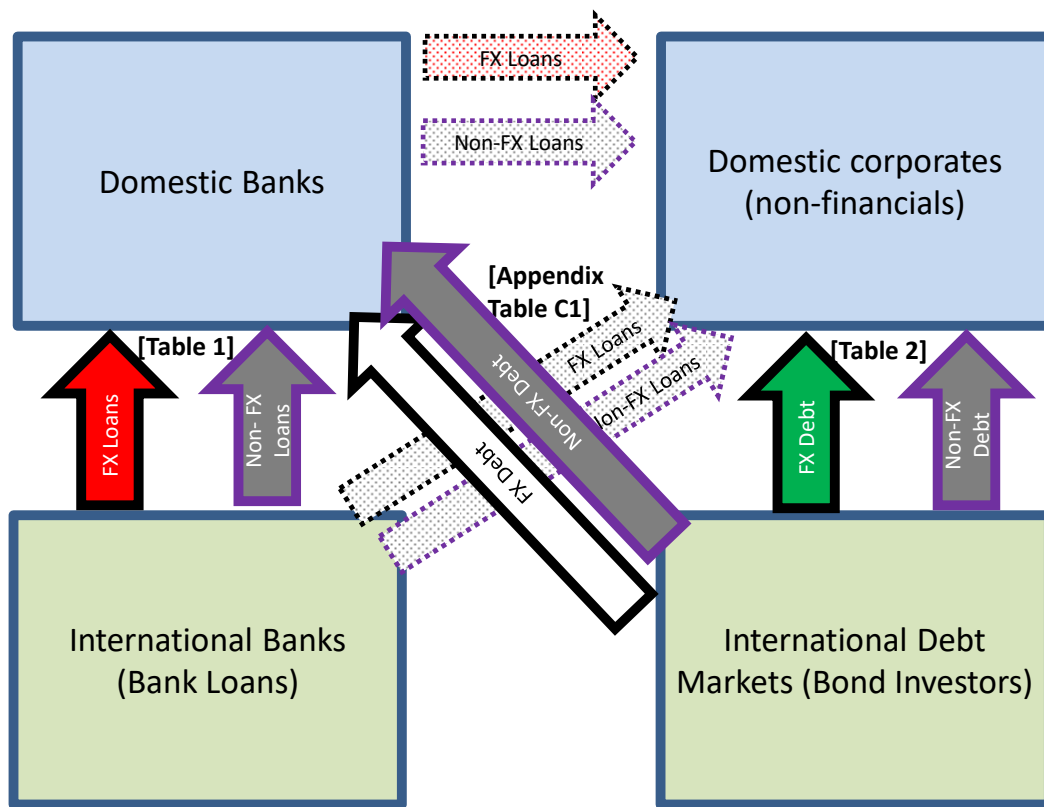 FX Loans
Non-FX Loans
Domestic Banks
Domestic corporates
(non-financials)
[Appendix
Table C1]
[Table 1]
[Table 2]
FX Loans
Non- FX
Loans
FX Loans
Non-FX Loans
Non-FX Debt
FX Debt
FX Debt
Non-FX
Debt
International Banks
(Bank Loans)
International Debt
Markets (Bond Investors)